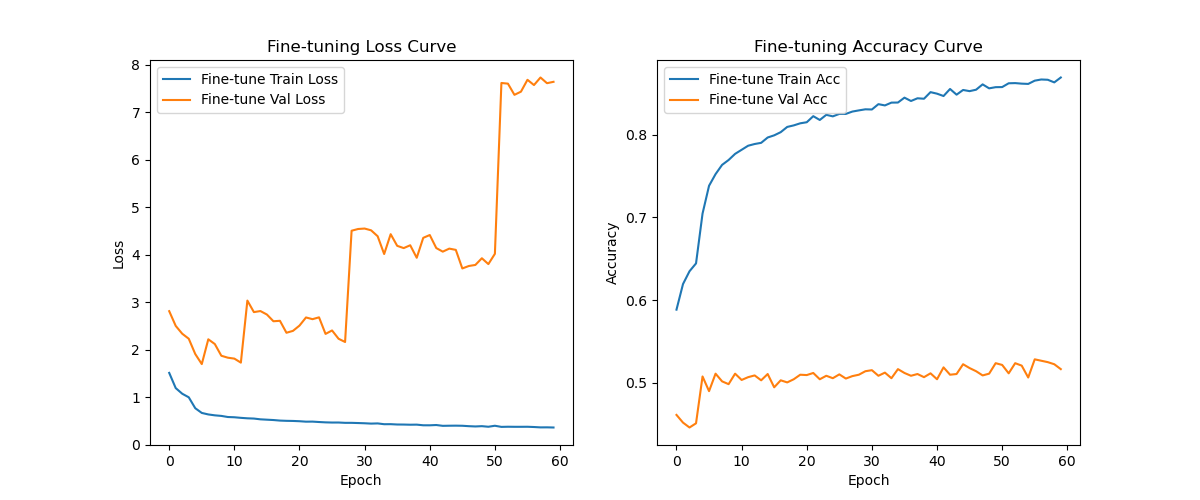 Fine-tuning Loss Curve
Fine-tune Train Loss
Fine-tune Val Loss
8
7
6
5
4
3
2
1
0
Loss
0 10 20 30 40 50 60
Epoch
Fine-tuning Accuracy Curve
Fine-tune Train Acc
Fine-tune Val Acc
0.8
0.7
0.6
0.5
Accuracy
0 10 20 30 40 50 60
Epoch